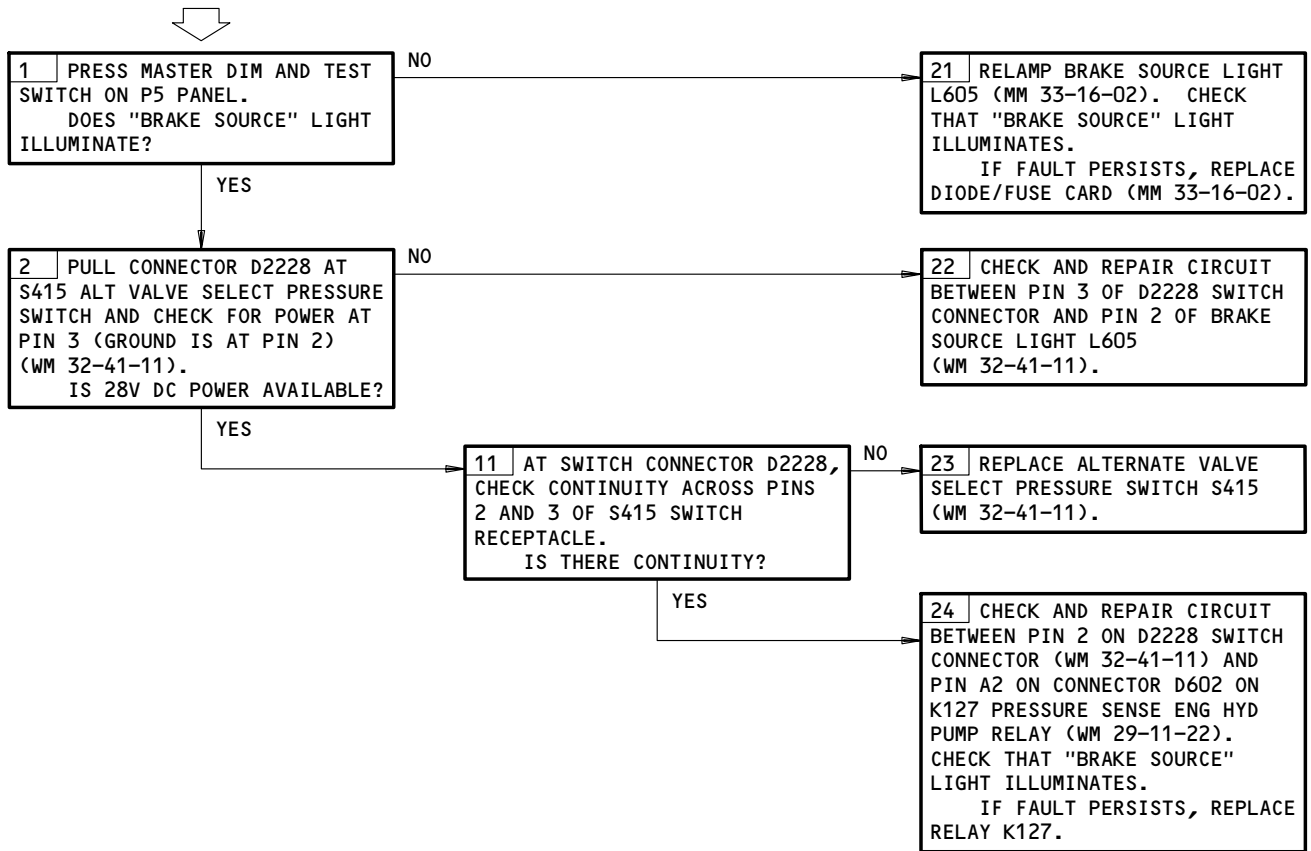 1 PRESS MASTER DIM AND TEST
SWITCH ON P5 PANEL.
DOES "BRAKE SOURCE" LIGHT
ILLUMINATE?
NO
21 RELAMP BRAKE SOURCE LIGHT
L605 (MM 33-16-02). CHECK
THAT "BRAKE SOURCE" LIGHT
ILLUMINATES.
IF FAULT PERSISTS, REPLACE
DIODE/FUSE CARD (MM 33-16-02).
YES
2 PULL CONNECTOR D2228 AT
S415 ALT VALVE SELECT PRESSURE
SWITCH AND CHECK FOR POWER AT
PIN 3 (GROUND IS AT PIN 2)
(WM 32-41-11).
IS 28V DC POWER AVAILABLE?
NO
22 CHECK AND REPAIR CIRCUIT
BETWEEN PIN 3 OF D2228 SWITCH
CONNECTOR AND PIN 2 OF BRAKE
SOURCE LIGHT L605
(WM 32-41-11).
YES
11 AT SWITCH CONNECTOR D2228,
CHECK CONTINUITY ACROSS PINS
2 AND 3 OF S415 SWITCH
RECEPTACLE.
IS THERE CONTINUITY?
NO
23 REPLACE ALTERNATE VALVE
SELECT PRESSURE SWITCH S415
(WM 32-41-11).
YES
24 CHECK AND REPAIR CIRCUIT
BETWEEN PIN 2 ON D2228 SWITCH
CONNECTOR (WM 32-41-11) AND
PIN A2 ON CONNECTOR D602 ON
K127 PRESSURE SENSE ENG HYD
PUMP RELAY (WM 29-11-22).
CHECK THAT "BRAKE SOURCE"
LIGHT ILLUMINATES.
IF FAULT PERSISTS, REPLACE
RELAY K127.